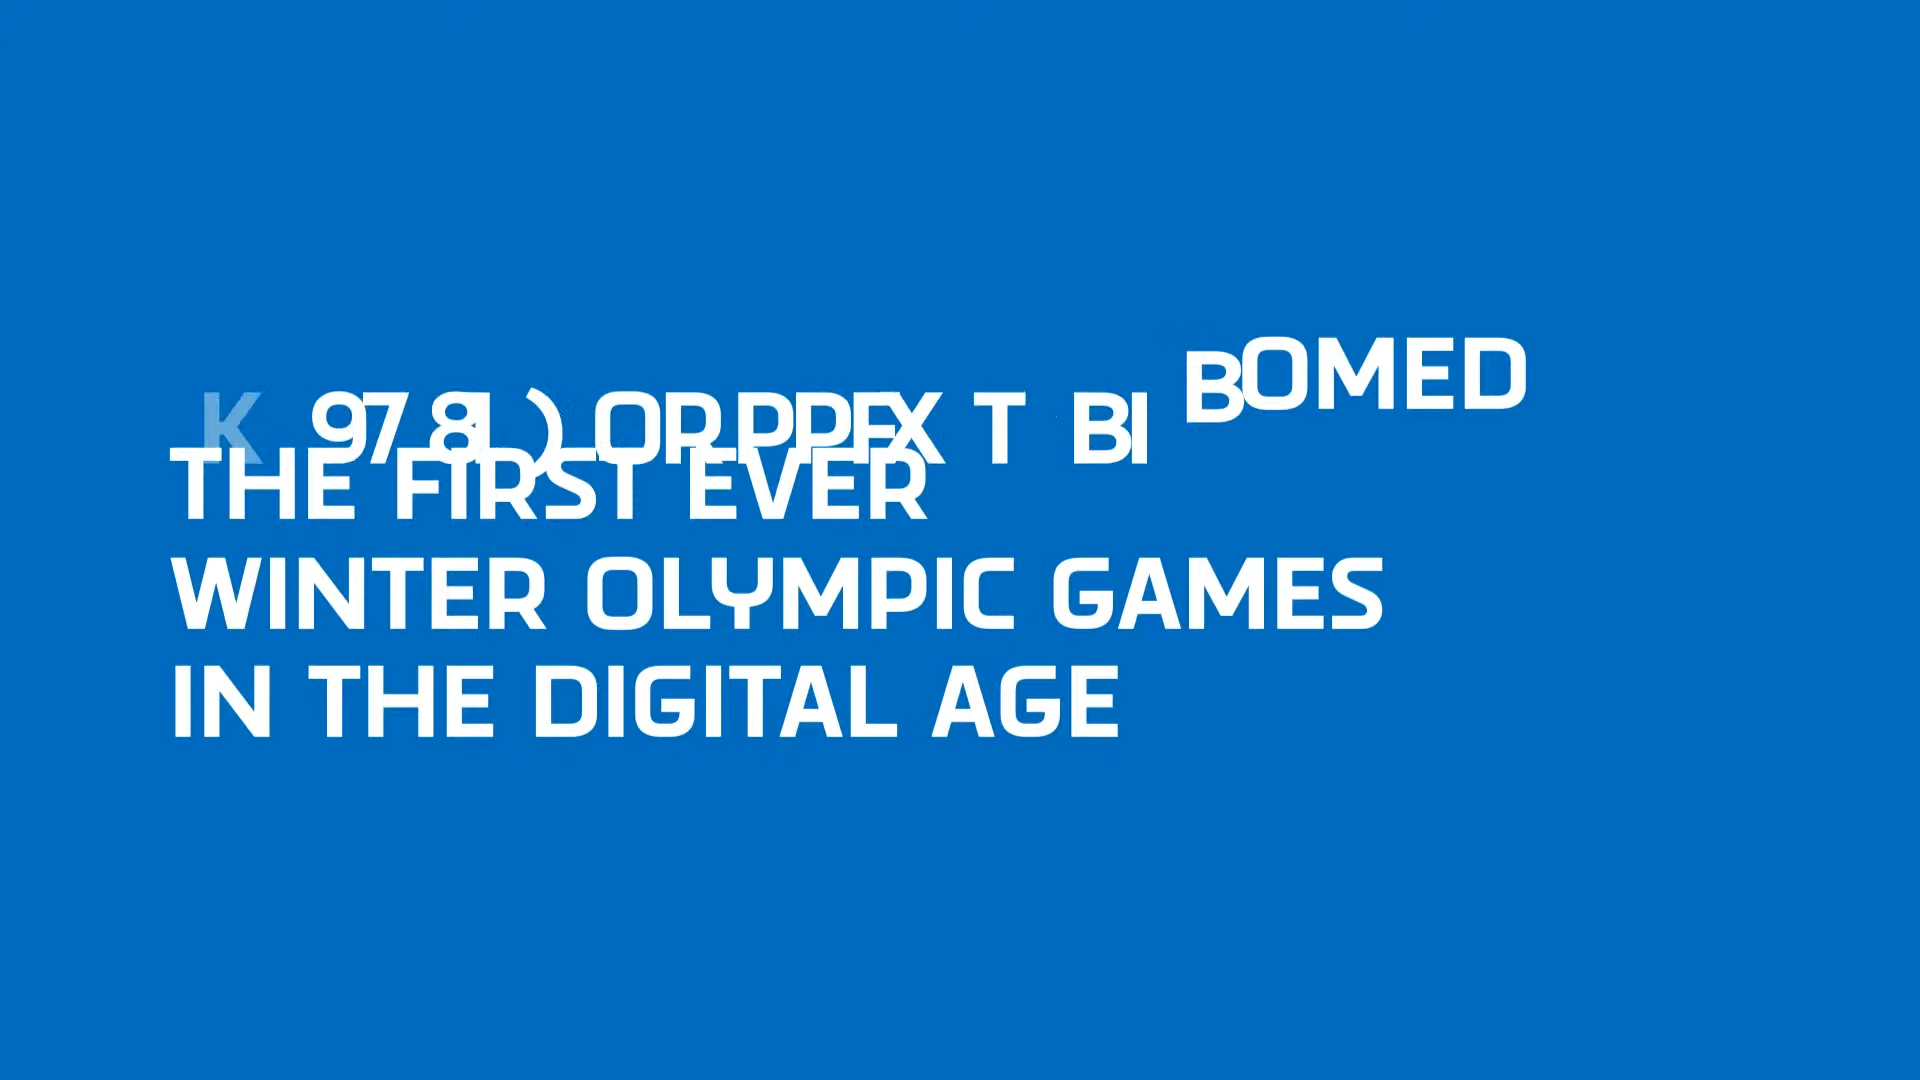 THE FIRST EVER
WINTER OLYMPIC GAMES
IN THE DIGITAL AGE